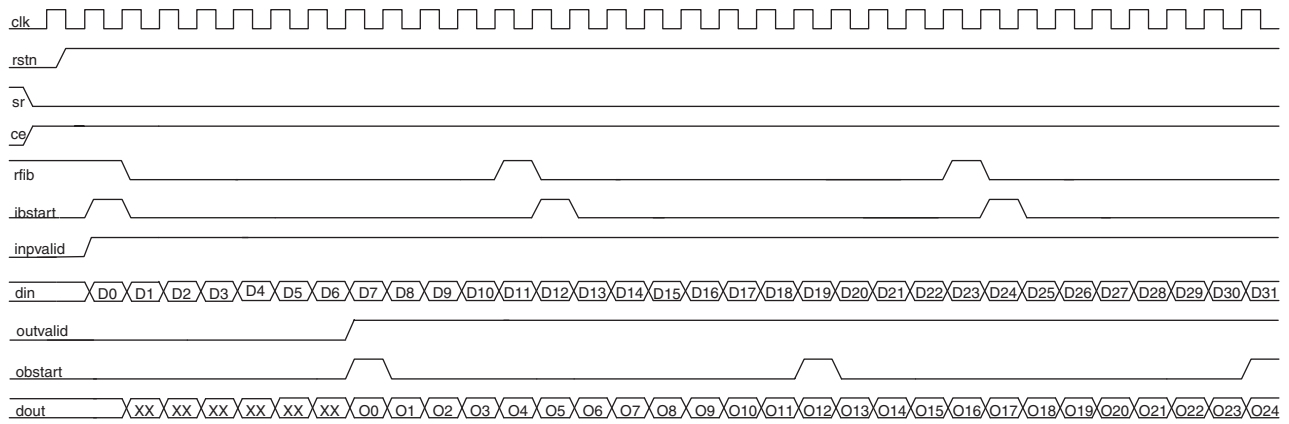 clk
rstn
sr
ce
rfib
ibstart
inpvalid
din D0 D1 D2 D3 D4 D5 D6 D7 D8 D9 D10 D11 D12 D13 D14 D15 D16 D17 D18 D19 D20 D21 D22 D23 D24 D25 D26 D27 D28 D29 D30 D31
outvalid
obstart
dout XX XX XX XX XX XX O0 O1 O2 O3 O4 O5 O6 O7 O8 O9 O10 O11 O12 O13 O14 O15 O16 O17 O18 O19 O20 O21 O22 O23 O24